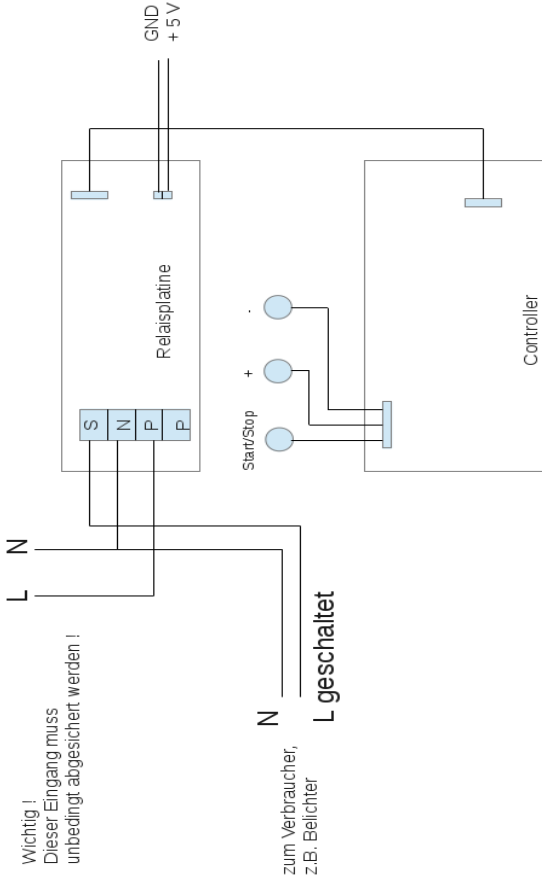 Wichtig !
Dieser Eingang muss
unbedingt abgesichert werden !
L
N
zum Verbraucher,
z.B. Belichter
N
L geschaltet
S
N
P
P
Relaisplatine
GND
+ 5 V
Start/Stop
+
-
Controller